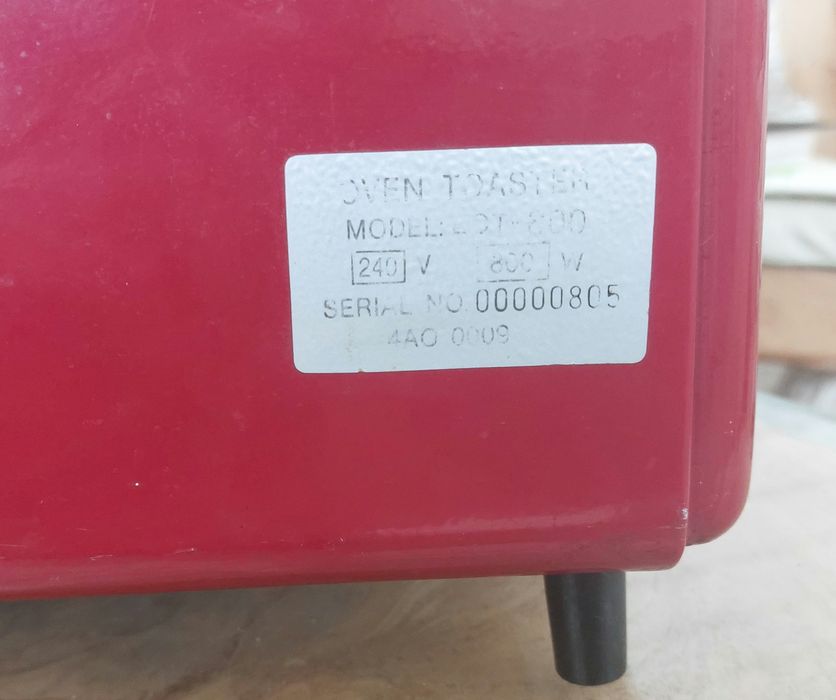 OVEN TOASTER
MODEL:
240 V 800 W
SERIAL NO. 00000805
4AO 0009